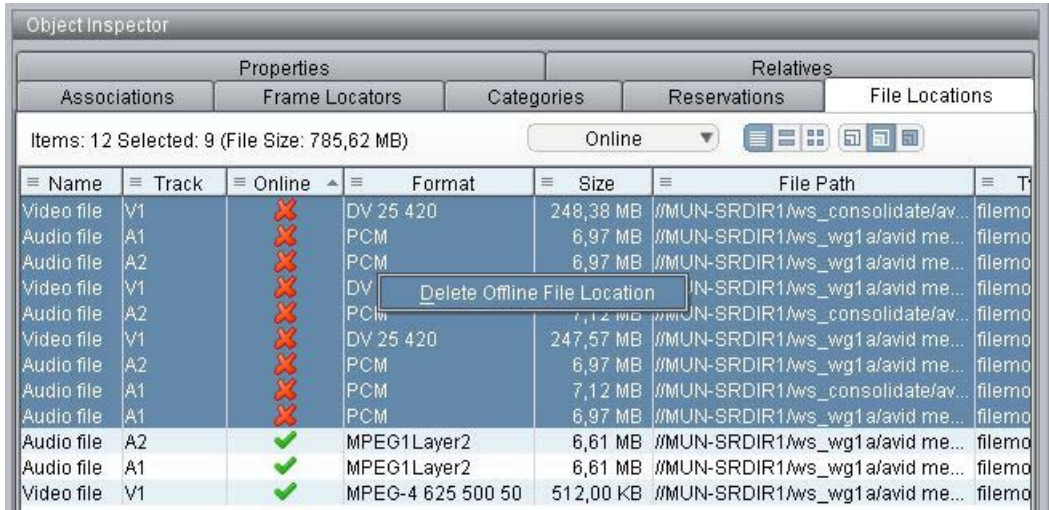 Object Inspector
Properties Relatives
Associations Frame Locators Categories Reservations File Locations
Items: 12 Selected: 9 (File Size: 785,62 MB) Online
Name Track Online Format Size File Path
Video file V1 DV 25 420 248,38 MB //MUN-SRDIR1/ws_consolidate/av... filemo
Audio file A1 PCM 6,97 MB //MUN-SRDIR1/ws_wg1a/avid me... filemo
Audio file A2 PCM 6,97 MB //MUN-SRDIR1/ws_wg1a/avid me... filemo
Video file V1 DV N-SRDIR1/ws_wg1a/avid me... filemo
Delete Offline File Location
Audio file A2 PCM 7,12 MB //MUN-SRDIR1/ws_consolidate/av... filemo
Video file V1 DV 25 420 247,57 MB //MUN-SRDIR1/ws_wg1a/avid me... filemo
Audio file A2 PCM 6,97 MB //MUN-SRDIR1/ws_wg1a/avid me... filemo
Audio file A1 PCM 7,12 MB //MUN-SRDIR1/ws_consolidate/av... filemo
Audio file A1 PCM 6,97 MB //MUN-SRDIR1/ws_wg1a/avid me... filemo
Audio file A2 MPEG1Layer2 6,61 MB //MUN-SRDIR1/ws_wg1a/avid me... filemo
Audio file A1 MPEG1Layer2 6,61 MB //MUN-SRDIR1/ws_wg1a/avid me... filemo
Video file V1 MPEG-4 625 500 50 512,00 KB //MUN-SRDIR1/ws_wg1a/avid me... filemo